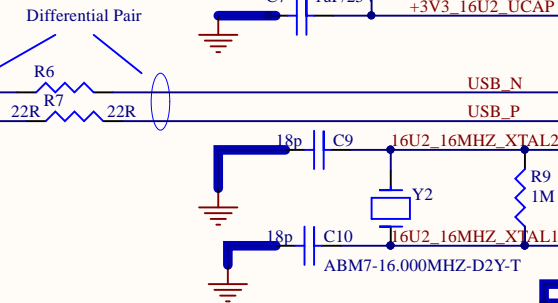 +3V3_16U2_UCAP
Differential Pair
R6
USB_N
R7
22R
22R
USB_P
18p
C9
16U2_16MHZ_XTAL2
Y2
R9
1M
18p
C10
16U2_16MHZ_XTAL1
ABM7-16.000MHZ-D2Y-T